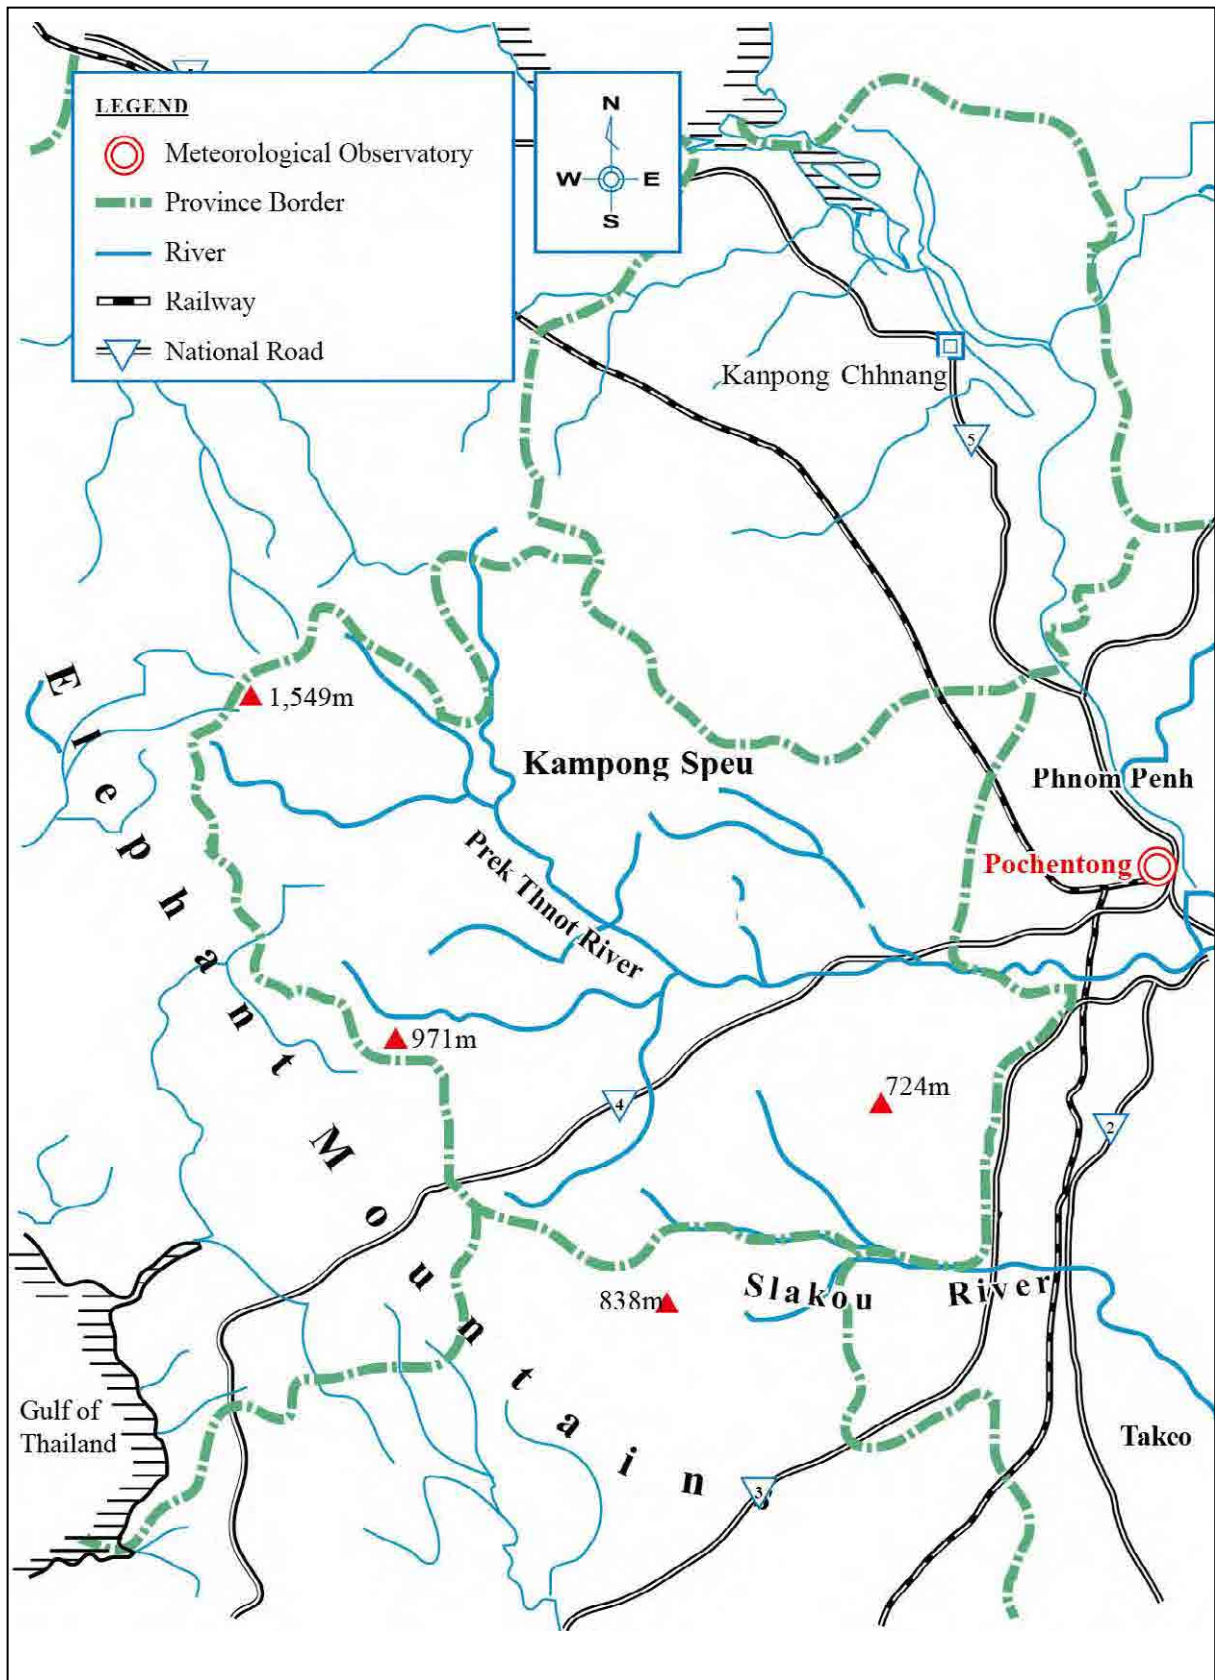 LEGEND
Meteorological Observatory
Province Border
River
Railway
National Road
N
W E
S
Kanpong Chhnang
5
1,549m
Elephant Mountains
Kampong Speu
Phnom Penh
Prek Thnot River
Pochentong
971m
724m
4
2
838m
Slakou River
Gulf of
Thailand
Takeo
3